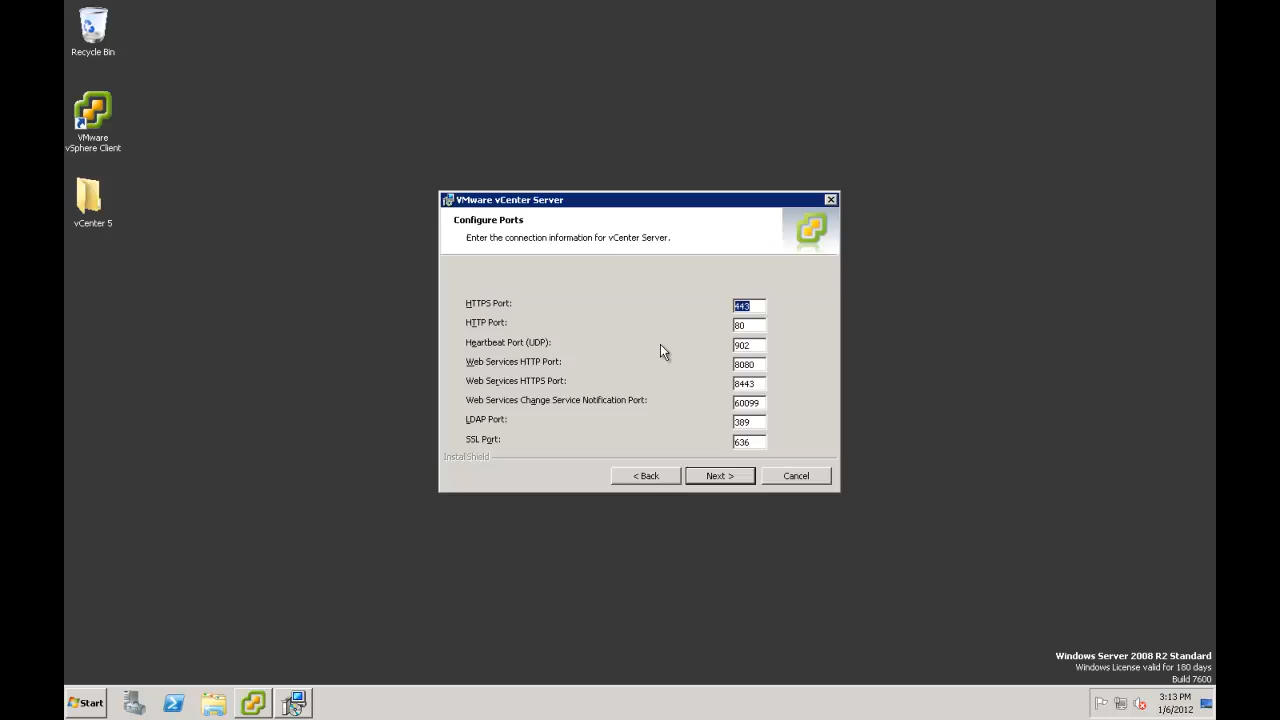 Recycle Bin
VMware
vSphere Client
vCenter 5
VMware vCenter Server
Configure Ports
Enter the connection information for vCenter Server.
HTTPS Port: 443
HTTP Port: 80
Heartbeat Port (UDP): 902
Web Services HTTP Port: 8080
Web Services HTTPS Port: 8443
Web Services Change Service Notification Port: 60099
LDAP Port: 389
SSL Port: 636
InstallShield
< Back Next > Cancel
Windows Server 2008 R2 Standard
Windows License valid for 180 days
Build 7600
Start
3:13 PM
1/6/2012